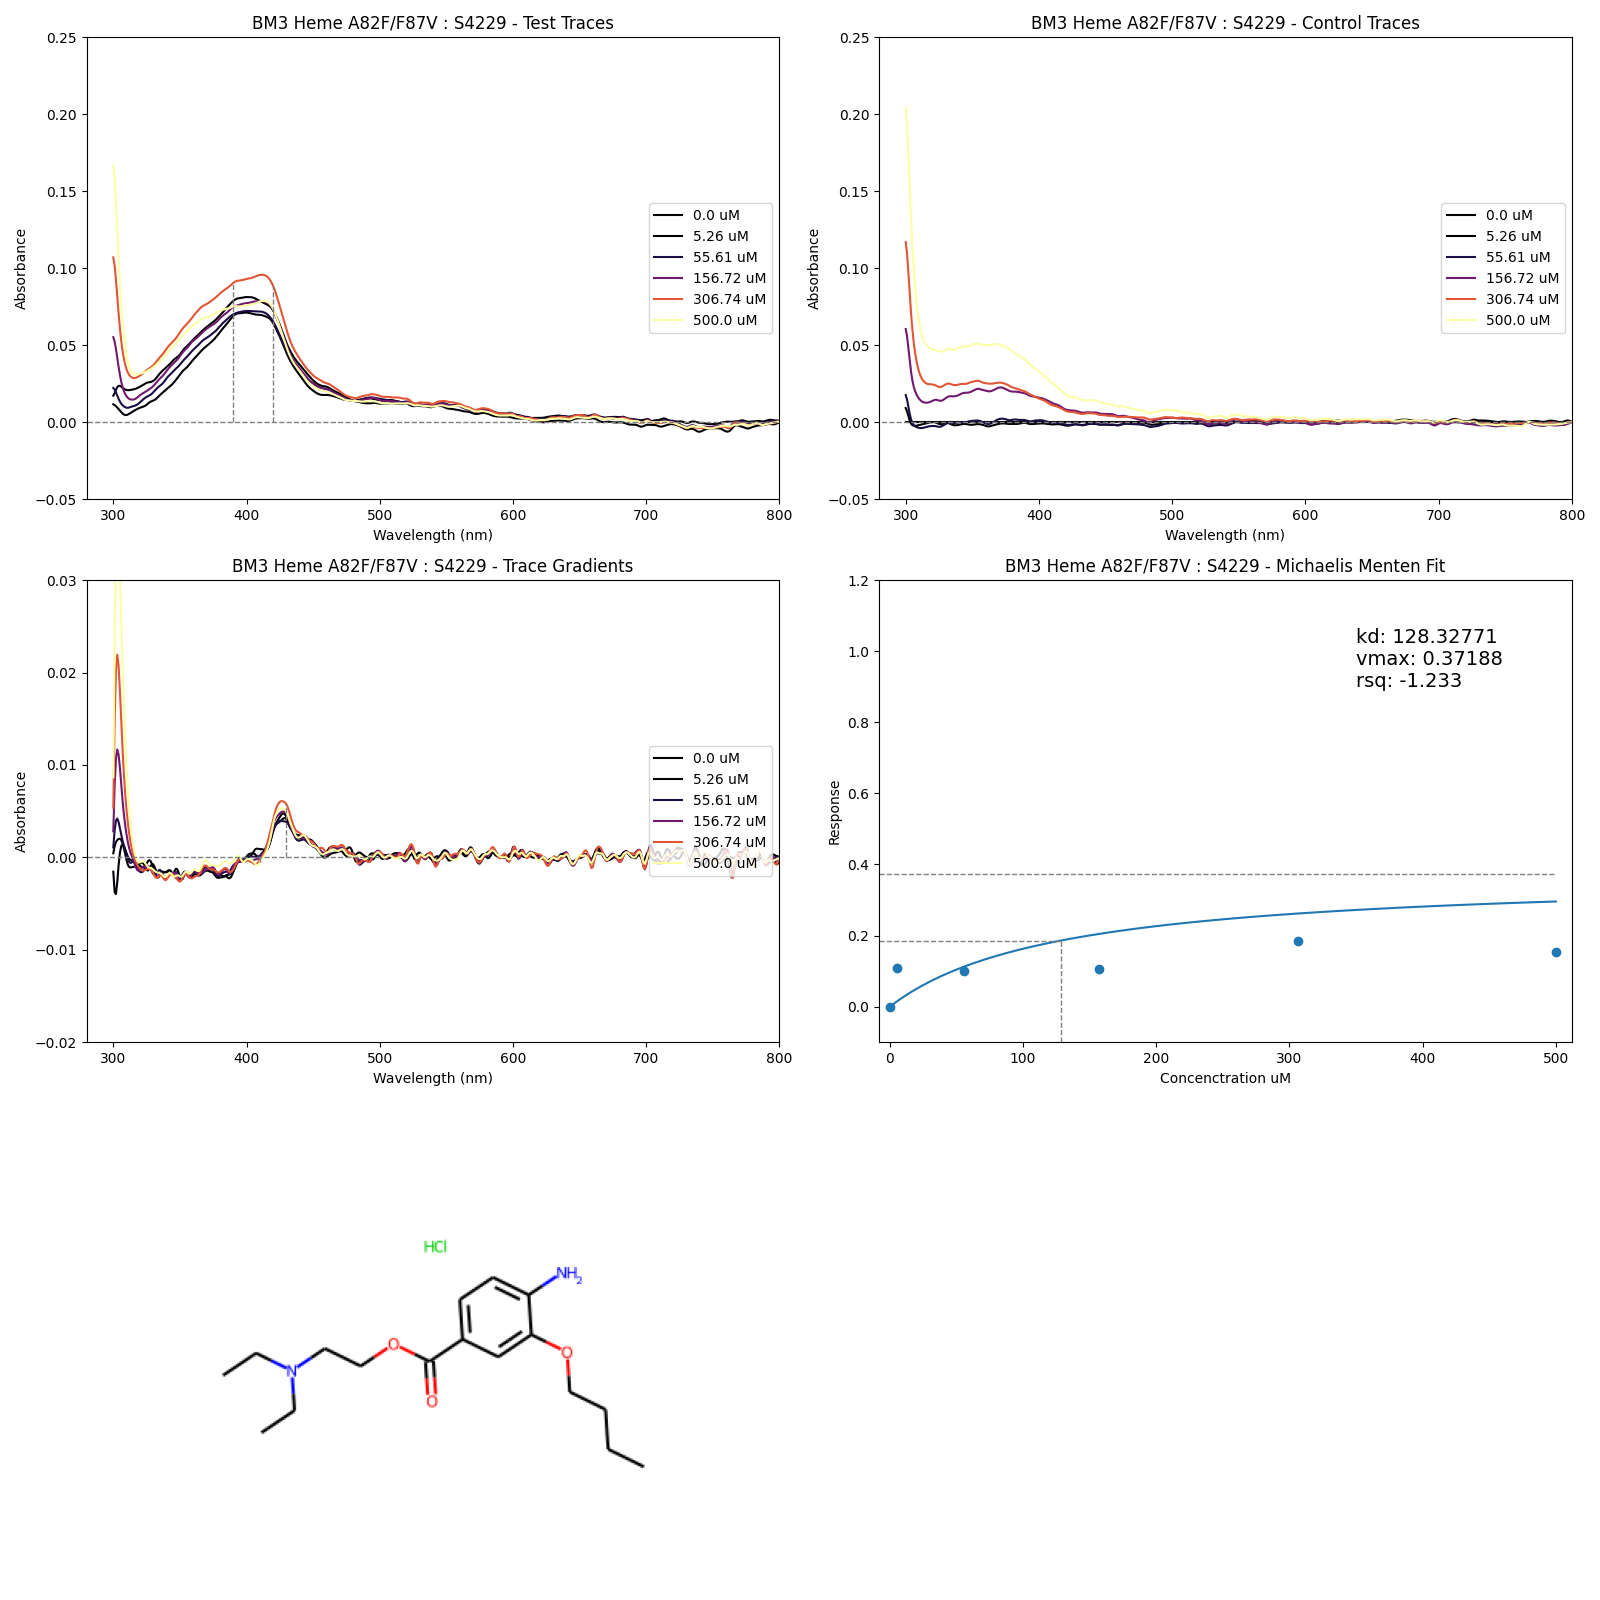 BM3 Heme A82F/F87V : S4229 - Test Traces
0.25
0.20
0.15
0.10
0.05
0.00
−0.05
Absorbance
300 400 500 600 700 800
Wavelength (nm)
0.0 uM
5.26 uM
55.61 uM
156.72 uM
306.74 uM
500.0 uM
BM3 Heme A82F/F87V : S4229 - Control Traces
0.25
0.20
0.15
0.10
0.05
0.00
−0.05
Absorbance
300 400 500 600 700 800
Wavelength (nm)
0.0 uM
5.26 uM
55.61 uM
156.72 uM
306.74 uM
500.0 uM
BM3 Heme A82F/F87V : S4229 - Trace Gradients
0.03
0.02
0.01
0.00
−0.01
−0.02
Absorbance
300 400 500 600 700 800
Wavelength (nm)
0.0 uM
5.26 uM
55.61 uM
156.72 uM
306.74 uM
500.0 uM
BM3 Heme A82F/F87V : S4229 - Michaelis Menten Fit
1.2
1.0
0.8
0.6
0.4
0.2
0.0
Response
0 100 200 300 400 500
Concenctration uM
kd: 128.32771
vmax: 0.37188
rsq: -1.233
HCl
NH2
O
O
N
O